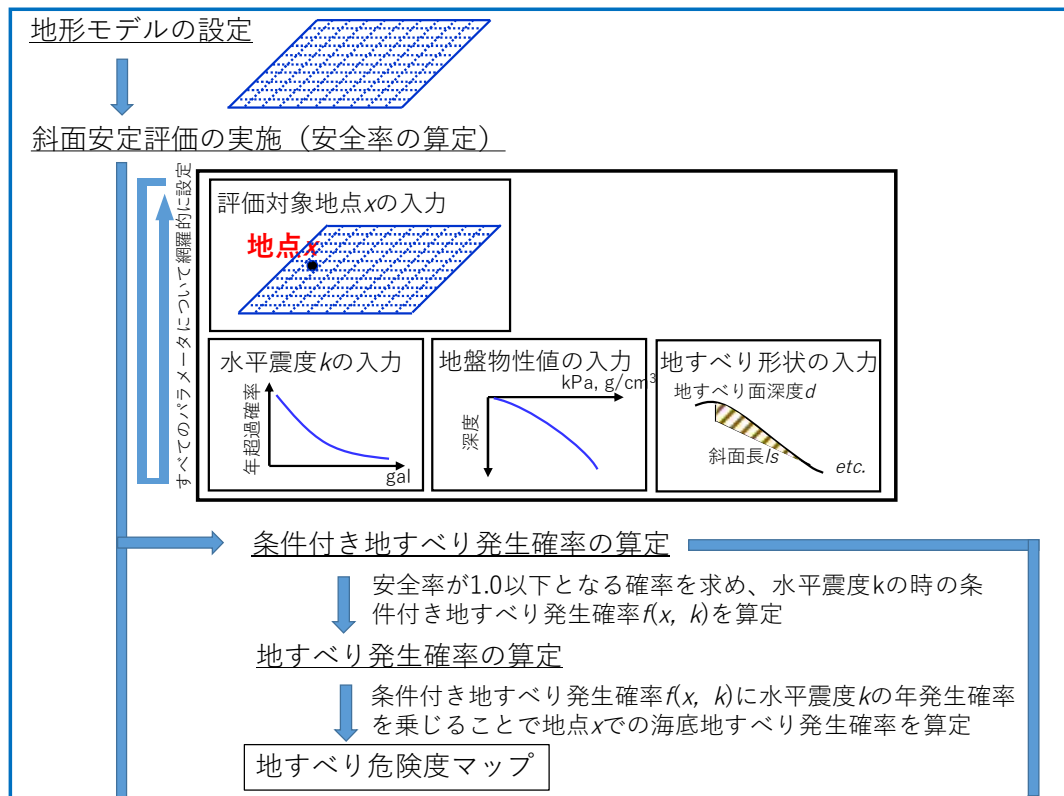 地形モデルの設定
斜面安定評価の実施（安全率の算定）
すべてのパラメータについて網羅的に設定
評価対象地点xの入力
地点x
水平震度kの入力
年超過確率
gal
地盤物性値の入力
kPa, g/cm³
深度
地すべり形状の入力
地すべり面深度d
斜面長ls
etc.
条件付き地すべり発生確率の算定
安全率が1.0以下となる確率を求め、水平震度kの時の条
件付き地すべり発生確率f(x, k)を算定
地すべり発生確率の算定
条件付き地すべり発生確率f(x, k)に水平震度kの年発生確率
を乗じることで地点xでの海底地すべり発生確率を算定
地すべり危険度マップ